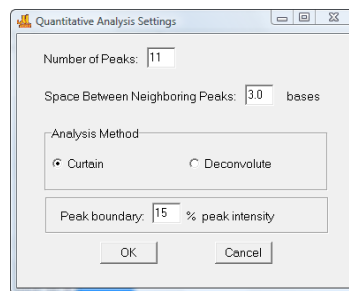 Quantitative Analysis Settings
Number of Peaks: 11
Space Between Neighboring Peaks: 3.0 bases
Analysis Method
Curtain Deconvolute
Peak boundary: 15 % peak intensity
OK Cancel